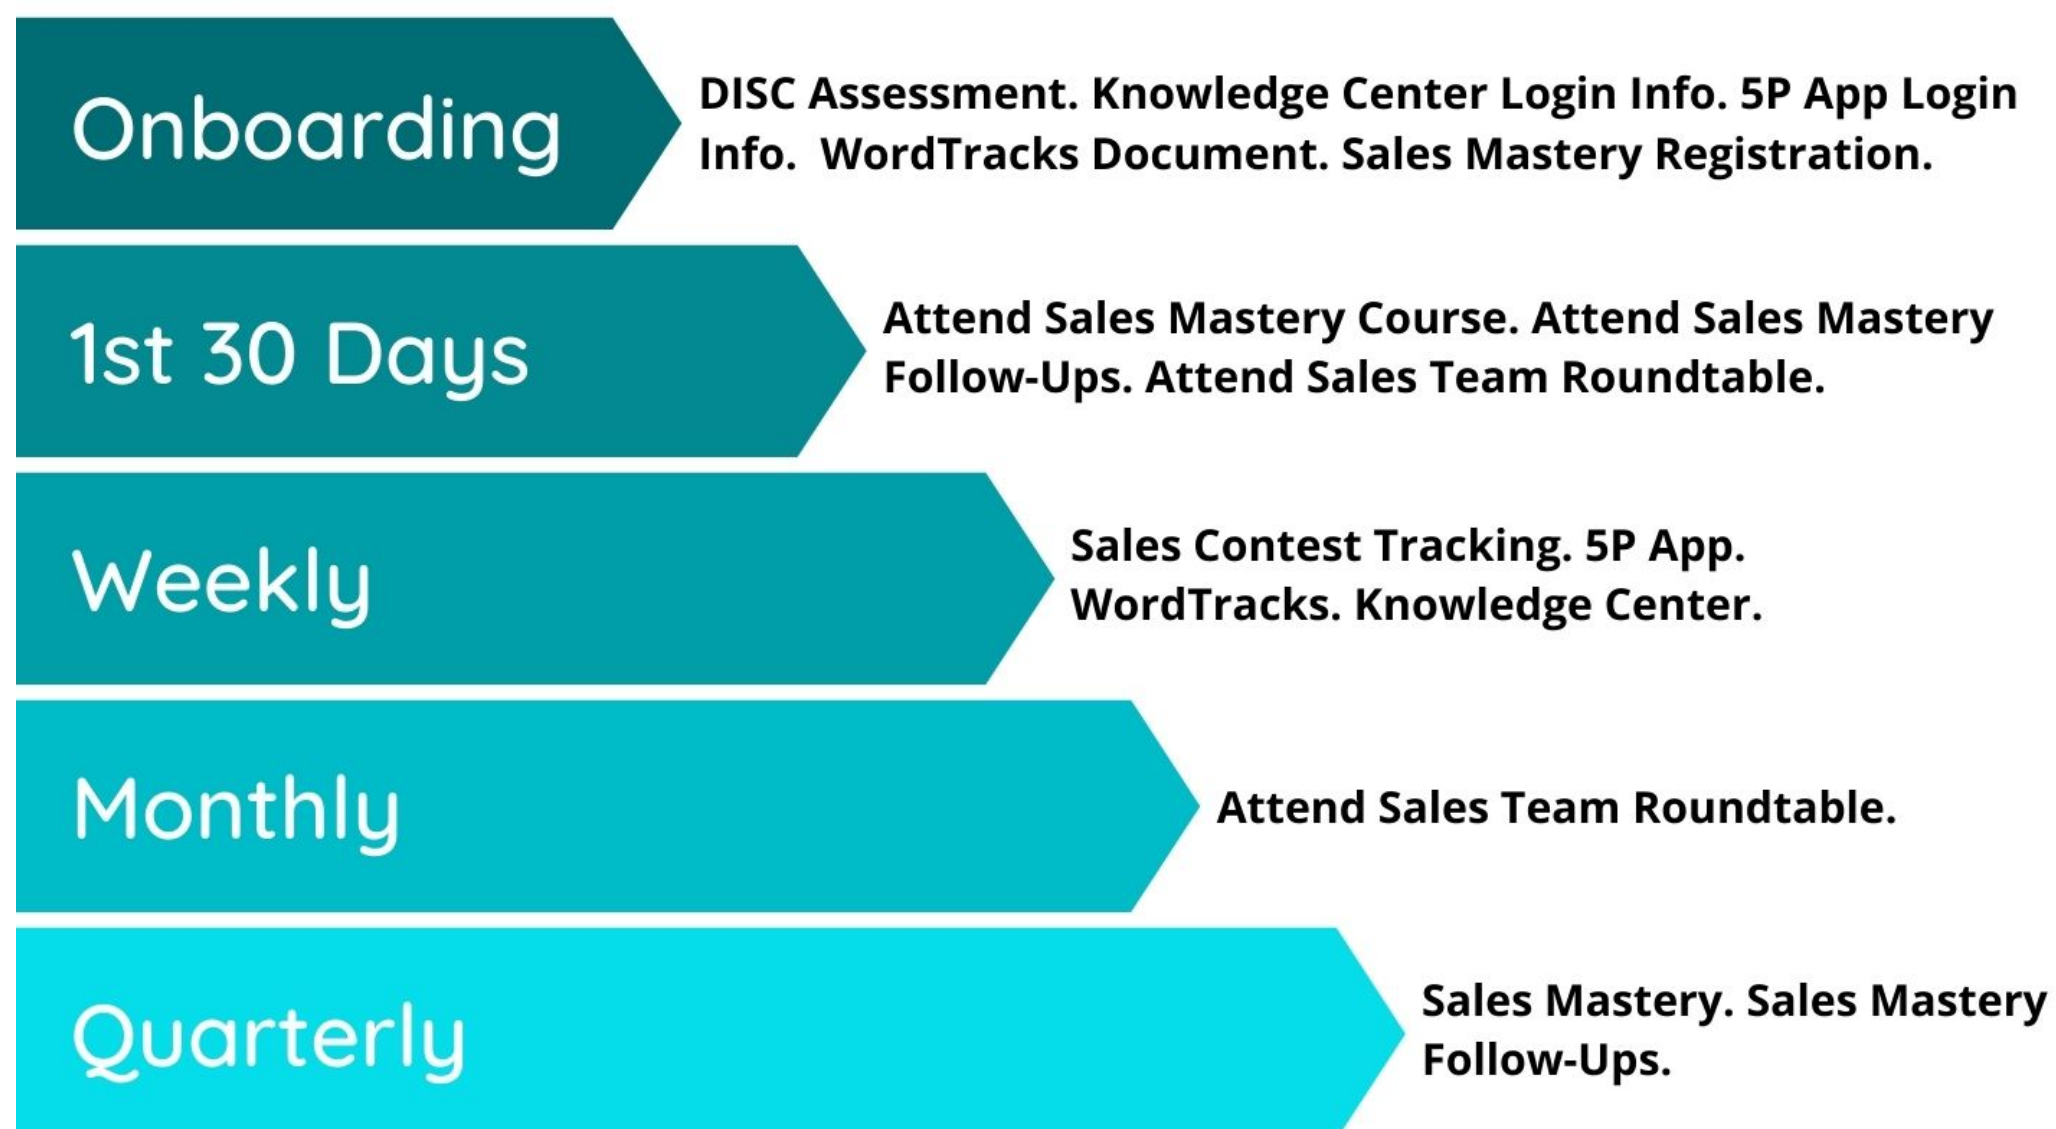 Onboarding
DISC Assessment. Knowledge Center Login Info. 5P App Login
Info.  WordTracks Document. Sales Mastery Registration.
1st 30 Days
Attend Sales Mastery Course. Attend Sales Mastery
Follow-Ups. Attend Sales Team Roundtable.
Weekly
Sales Contest Tracking. 5P App.
WordTracks. Knowledge Center.
Monthly
Attend Sales Team Roundtable.
Quarterly
Sales Mastery. Sales Mastery
Follow-Ups.